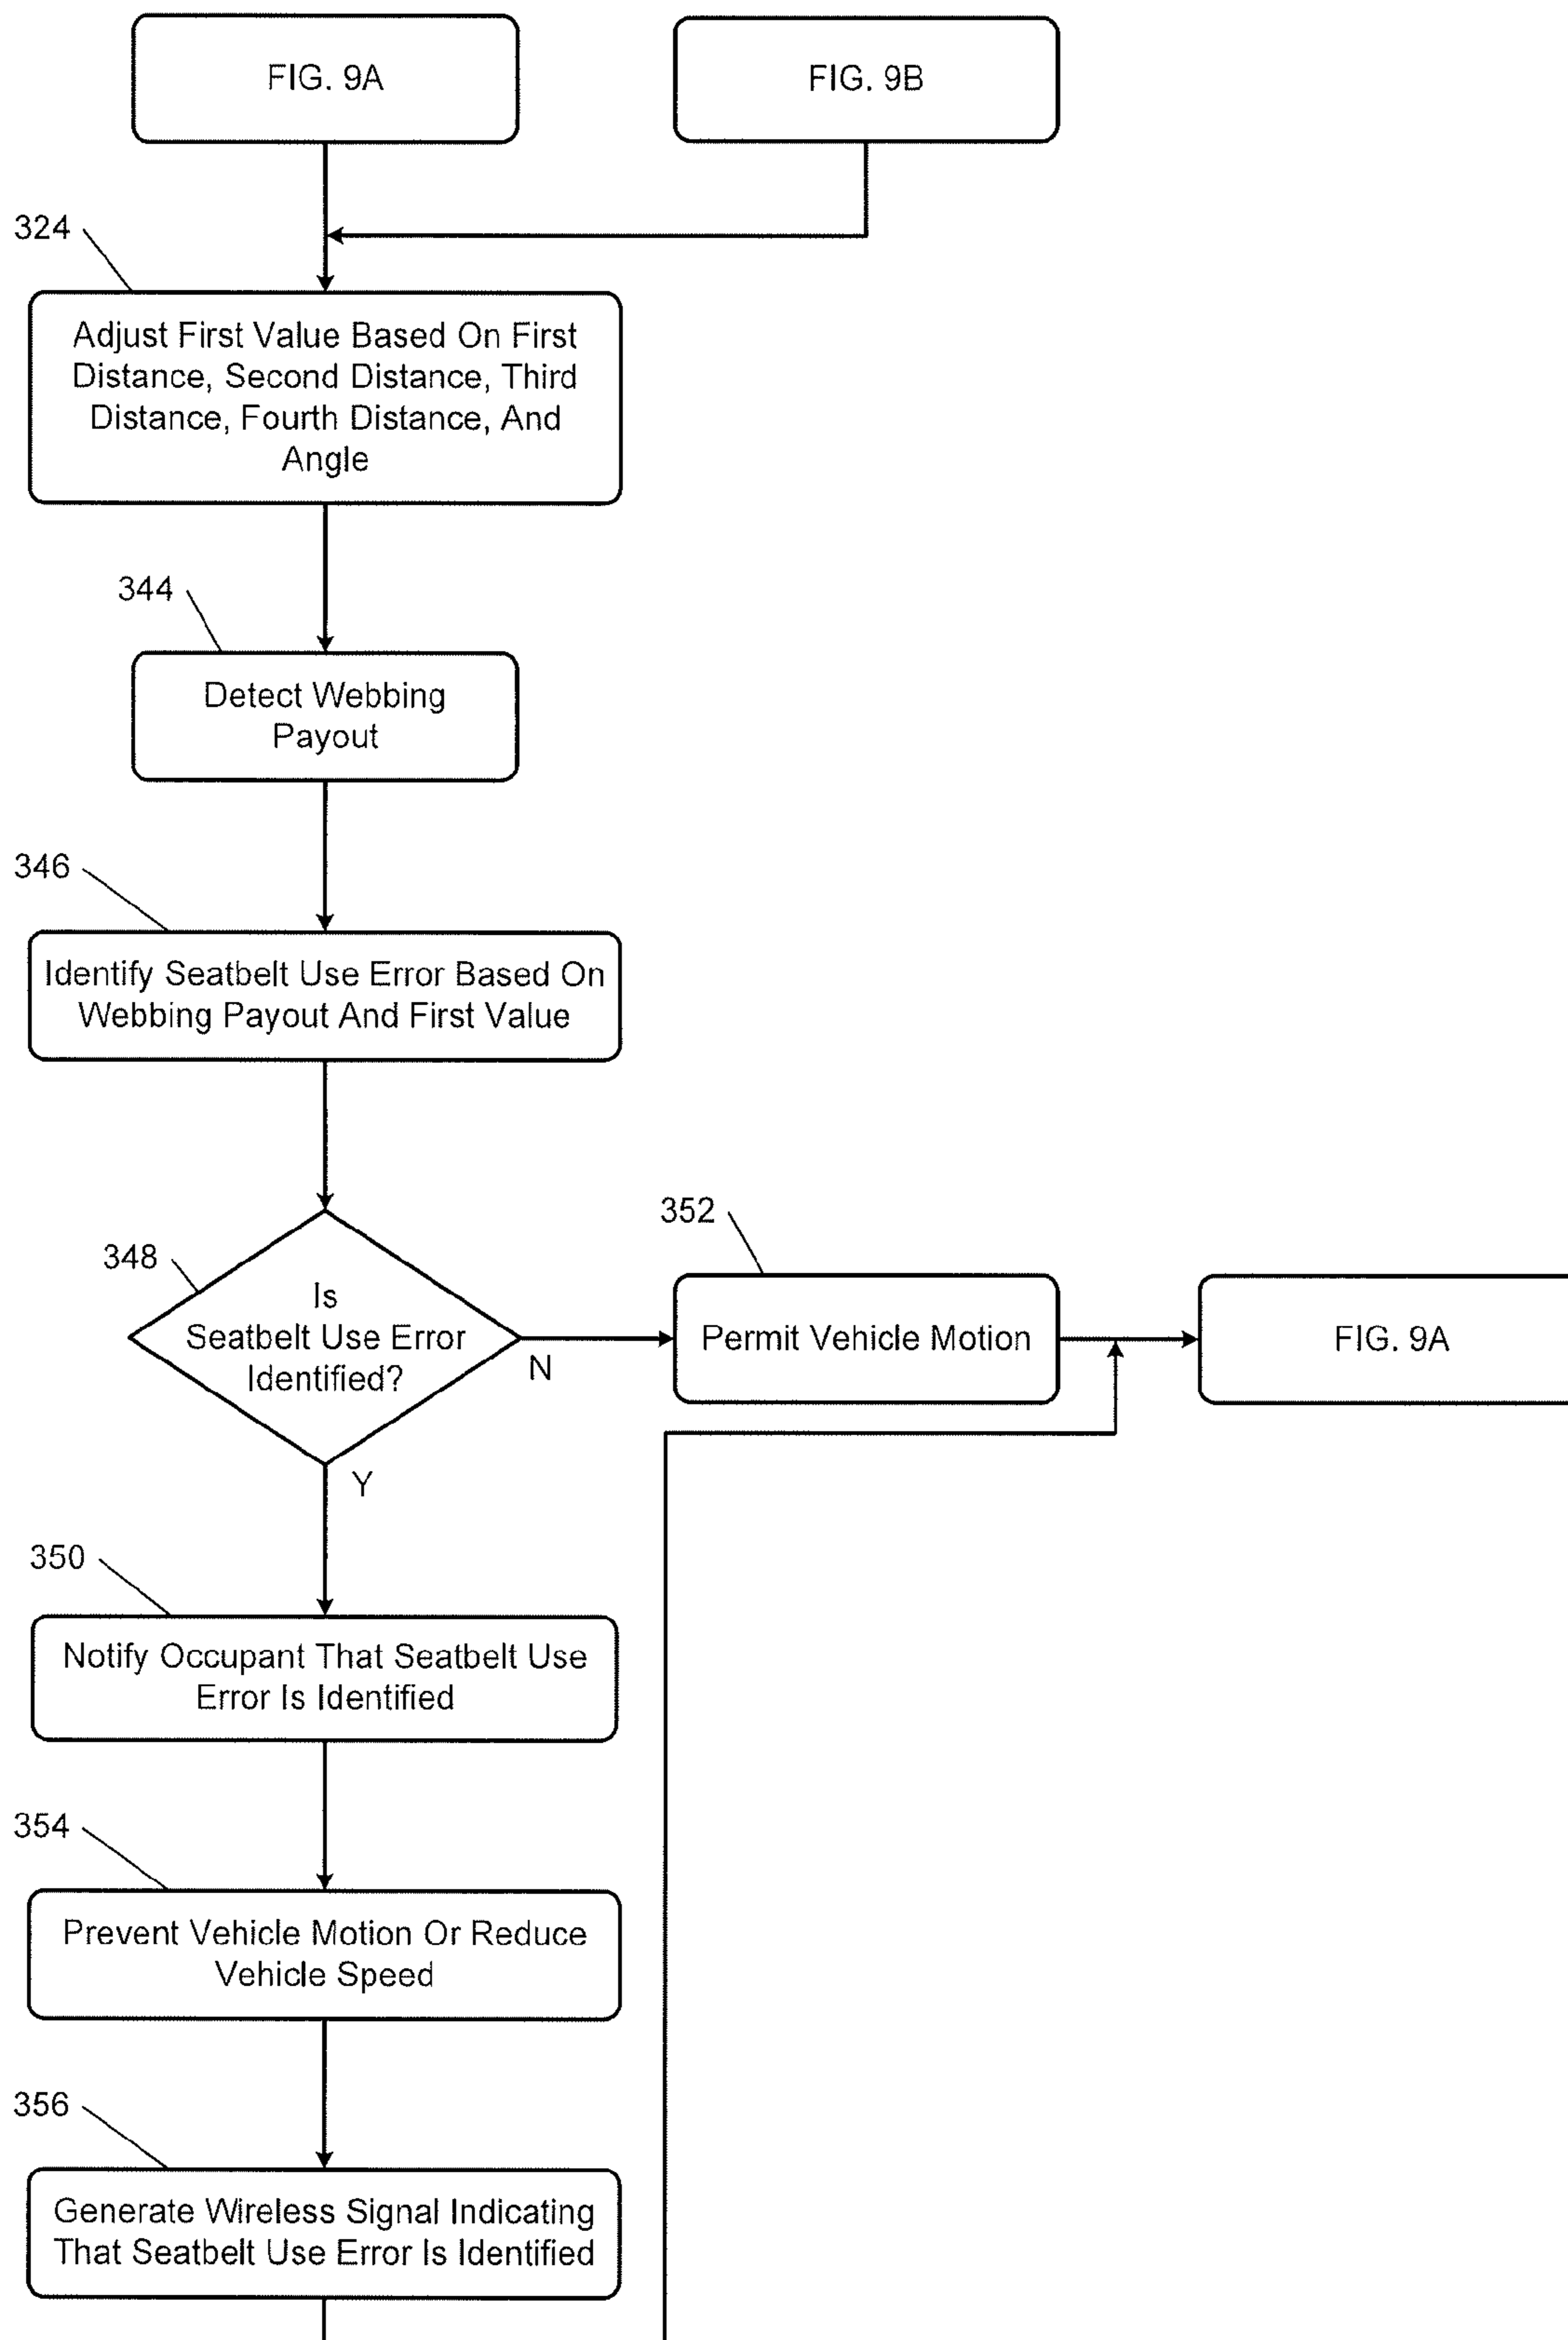 FIG. 9A
FIG. 9B
324
Adjust First Value Based On First
Distance, Second Distance, Third
Distance, Fourth Distance, And
Angle
344
Detect Webbing
Payout
346
Identify Seatbelt Use Error Based On
Webbing Payout And First Value
348
Is
Seatbelt Use Error
Identified?
N
Y
352
Permit Vehicle Motion
FIG. 9A
350
Notify Occupant That Seatbelt Use
Error Is Identified
354
Prevent Vehicle Motion Or Reduce
Vehicle Speed
356
Generate Wireless Signal Indicating
That Seatbelt Use Error Is Identified